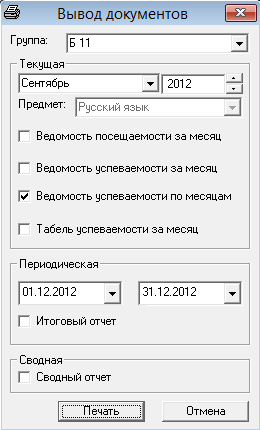 Вывод документов
Группа: Б 11
Текущая
Сентябрь 2012
Предмет: Русский язык
Ведомость посещаемости за месяц
Ведомость успеваемости за месяц
Ведомость успеваемости по месяцам
Табель успеваемости за месяц
Периодическая
01.12.2012 31.12.2012
Итоговый отчет
Сводная
Сводный отчет
Печать Отмена